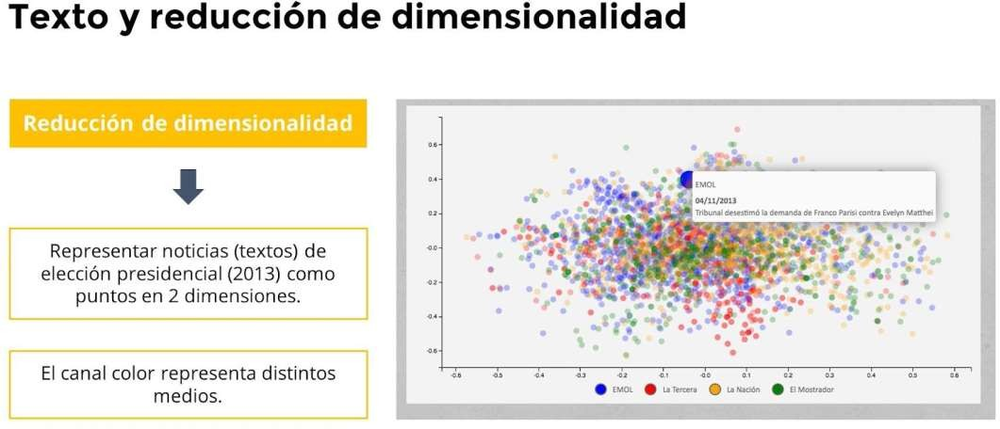 Texto y reducción de dimensionalidad
Reducción de dimensionalidad
Representar noticias (textos) de
elección presidencial (2013) como
puntos en 2 dimensiones.
El canal color representa distintos
medios.
0.6
0.4
0.2
-0.0
-0.2
-0.4
-0.6
EMOL
04/11/2013
Tribunal desestimó la demanda de Franco Parisi contra Evelyn Matthei
-0.6 -0.5 -0.4 -0.3 -0.2 -0.1 -0.0 0.1 0.2 0.3 0.4 0.5 0.6
EMOL La Tercera La Nación El Mostrador